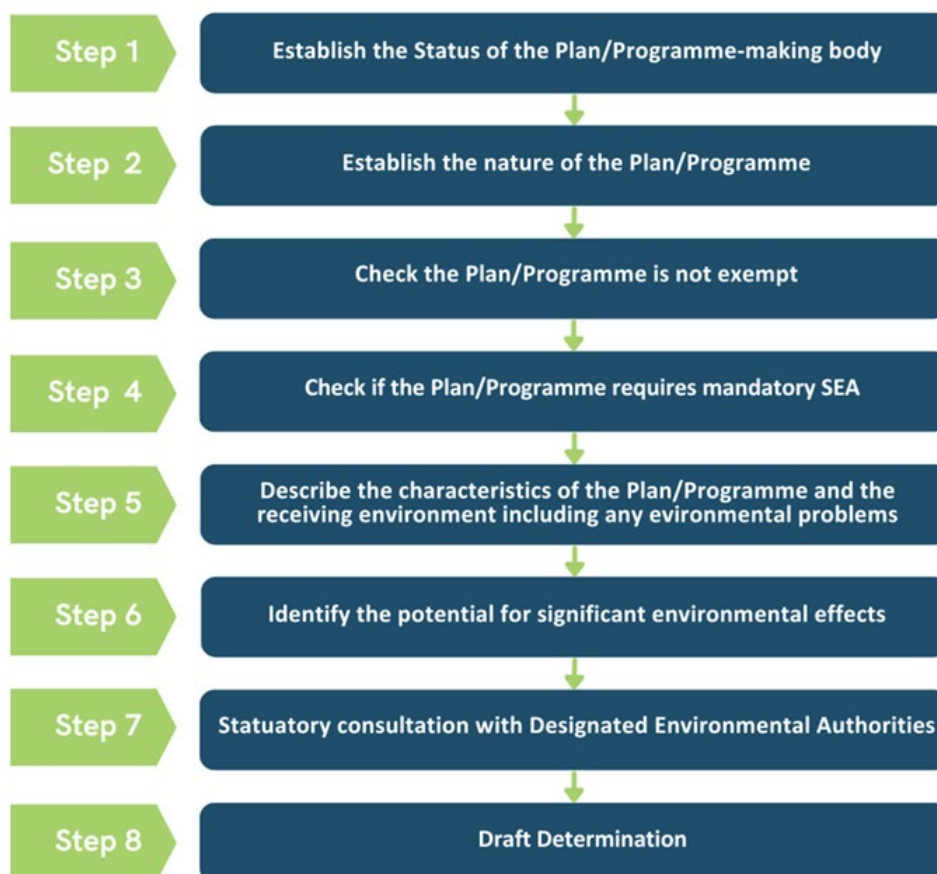 Step 1
Establish the Status of the Plan/Programme-making body
Step 2
Establish the nature of the Plan/Programme
Step 3
Check the Plan/Programme is not exempt
Step 4
Check if the Plan/Programme requires mandatory SEA
Step 5
Describe the characteristics of the Plan/Programme and the
receiving environment including any evironmental problems
Step 6
Identify the potential for significant environmental effects
Step 7
Statuatory consultation with Designated Environmental Authorities
Step 8
Draft Determination